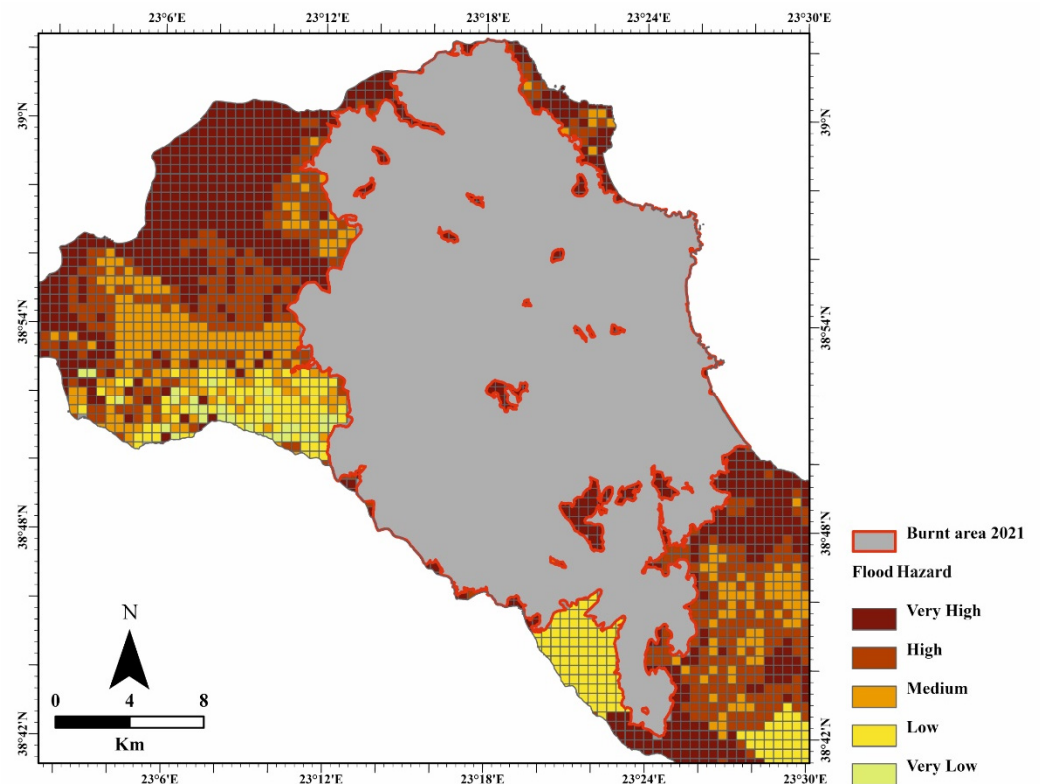 23°6'E 23°12'E 23°18'E 23°24'E 23°30'E
39°N 39°N
38°54'N 38°54'N
38°48'N 38°48'N
38°42'N 38°42'N
N
0 4 8
Km
23°6'E 23°12'E 23°18'E 23°24'E 23°30'E
Burnt area 2021
Flood Hazard
Very High
High
Medium
Low
Very Low